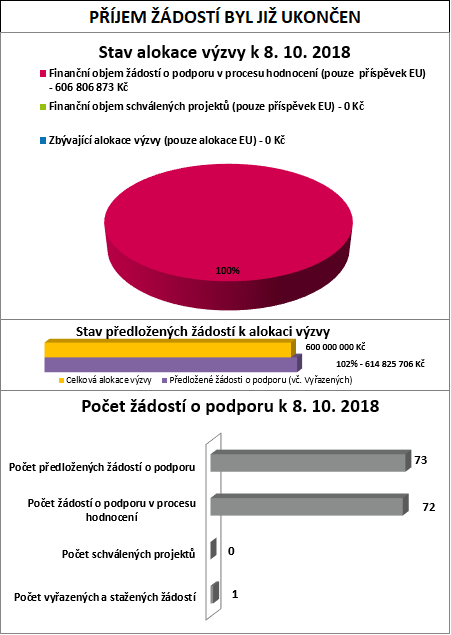 PŘÍJEM ŽÁDOSTÍ BYL JIŽ UKONČEN
Stav alokace výzvy k 8. 10. 2018
Finanční objem žádostí o podporu v procesu hodnocení (pouze příspěvek EU)
- 606 806 873 Kč
Finanční objem schválených projektů (pouze příspěvek EU) - 0 Kč
Zbývající alokace výzvy (pouze alokace EU) - 0 Kč
100%
Stav předložených žádostí k alokaci výzvy
600 000 000 Kč
102% - 614 825 706 Kč
Celková alokace výzvy
Předložené žádosti o podporu (vč. Vyřazených)
Počet žádostí o podporu k 8. 10. 2018
Počet předložených žádostí o podporu
73
Počet žádostí o podporu v procesu
hodnocení
72
Počet schválených projektů
0
Počet vyřazených a stažených žádostí
1